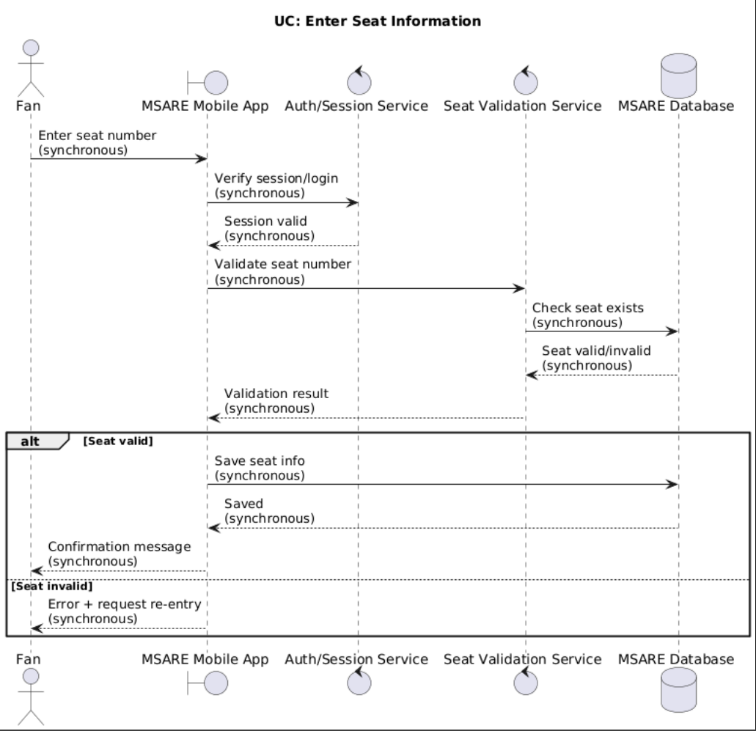 UC: Enter Seat Information
Fan
MSARE Mobile App
Auth/Session Service
Seat Validation Service
MSARE Database
Enter seat number
(synchronous)
Verify session/login
(synchronous)
Session valid
(synchronous)
Validate seat number
(synchronous)
Check seat exists
(synchronous)
Seat valid/invalid
(synchronous)
Validation result
(synchronous)
alt
[Seat valid]
Save seat info
(synchronous)
Saved
(synchronous)
Confirmation message
(synchronous)
[Seat invalid]
Error + request re-entry
(synchronous)
Fan
MSARE Mobile App
Auth/Session Service
Seat Validation Service
MSARE Database